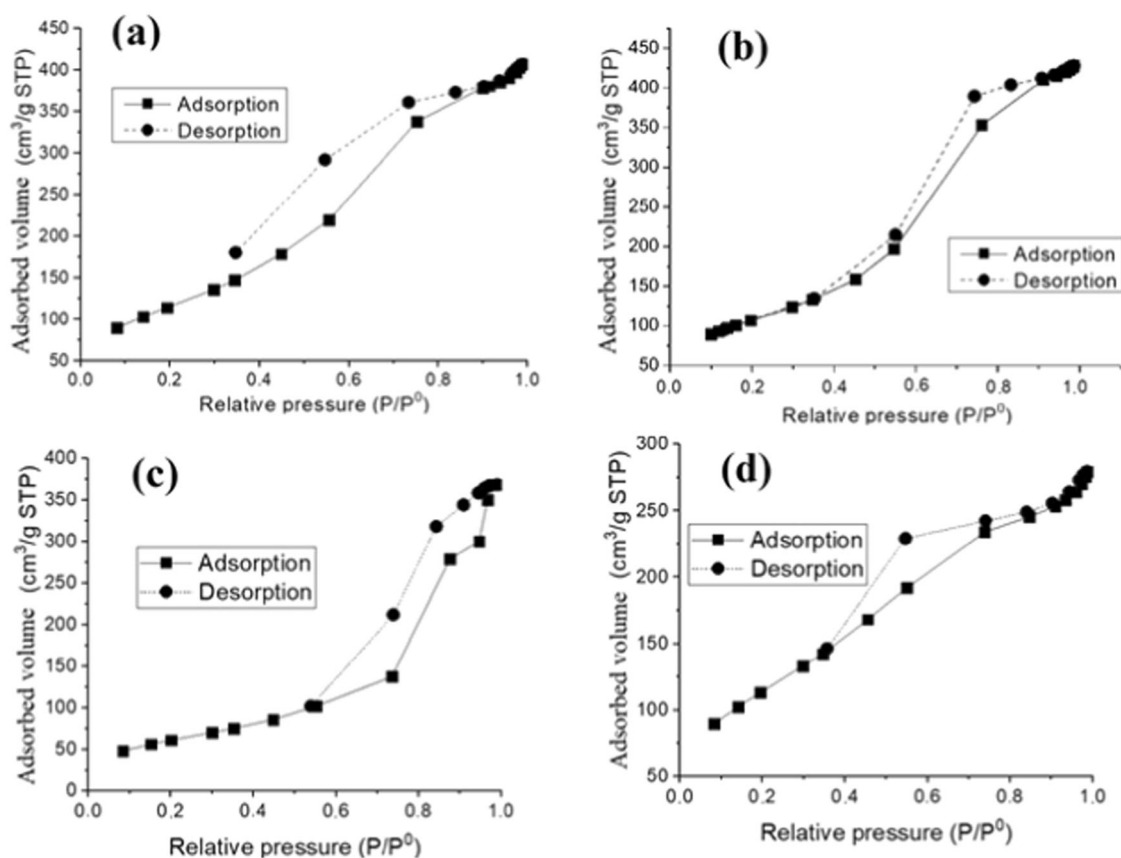 (a)
450
400
350
300
250
200
150
100
50
Adsorbed volume (cm³/g STP)
Adsorption
Desorption
0.0 0.2 0.4 0.6 0.8 1.0
Relative pressure (P/P⁰)
(b)
450
400
350
300
250
200
150
100
50
Adsorbed volume (cm³/g STP)
Adsorption
Desorption
0.0 0.2 0.4 0.6 0.8 1.0
Relative pressure (P/P⁰)
(c)
400
350
300
250
200
150
100
50
0
Adsorbed volume (cm³/g STP)
Adsorption
Desorption
0.0 0.2 0.4 0.6 0.8 1.0
Relative pressure (P/P⁰)
(d)
300
250
200
150
100
50
Adsorbed volume (cm³/g STP)
Adsorption
Desorption
0.0 0.2 0.4 0.6 0.8 1.0
Relative pressure (P/P⁰)